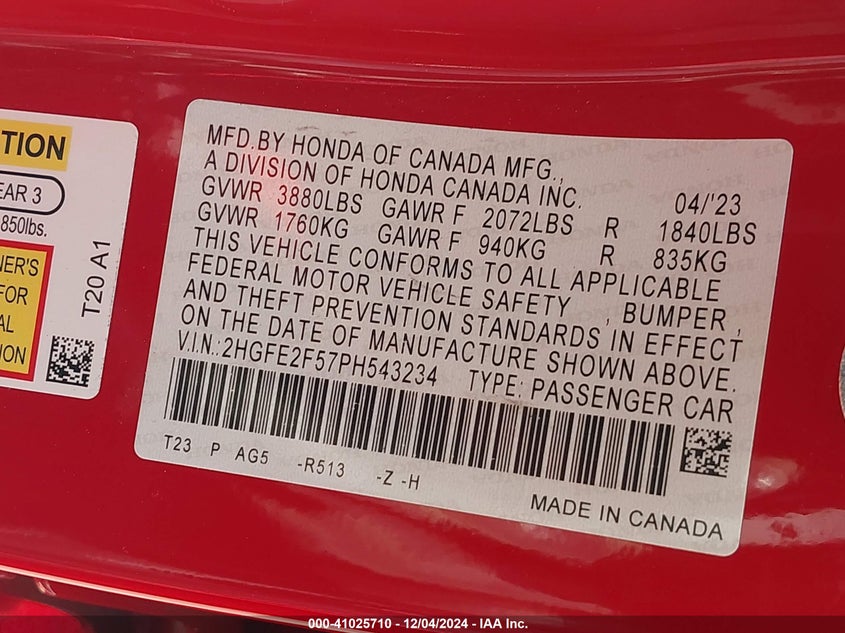 TION
EAR 3
850lbs.
NER'S
FOR
AL
ION
T20 A1
MFD.BY HONDA OF CANADA MFG.,
A DIVISION OF HONDA CANADA INC. 04/'23
GVWR 3880LBS GAWR F 2072LBS R 1840LBS
GVWR 1760KG GAWR F 940KG R 835KG
THIS VEHICLE CONFORMS TO ALL APPLICABLE
FEDERAL MOTOR VEHICLE SAFETY , BUMPER ,
AND THEFT PREVENTION STANDARDS IN EFFECT
ON THE DATE OF MANUFACTURE SHOWN ABOVE.
V.I.N.:2HGFE2F57PH543234 TYPE: PASSENGER CAR
T23 P AG5 -R513 -Z -H
MADE IN CANADA
000-41025710 - 12/04/2024 - IAA Inc.